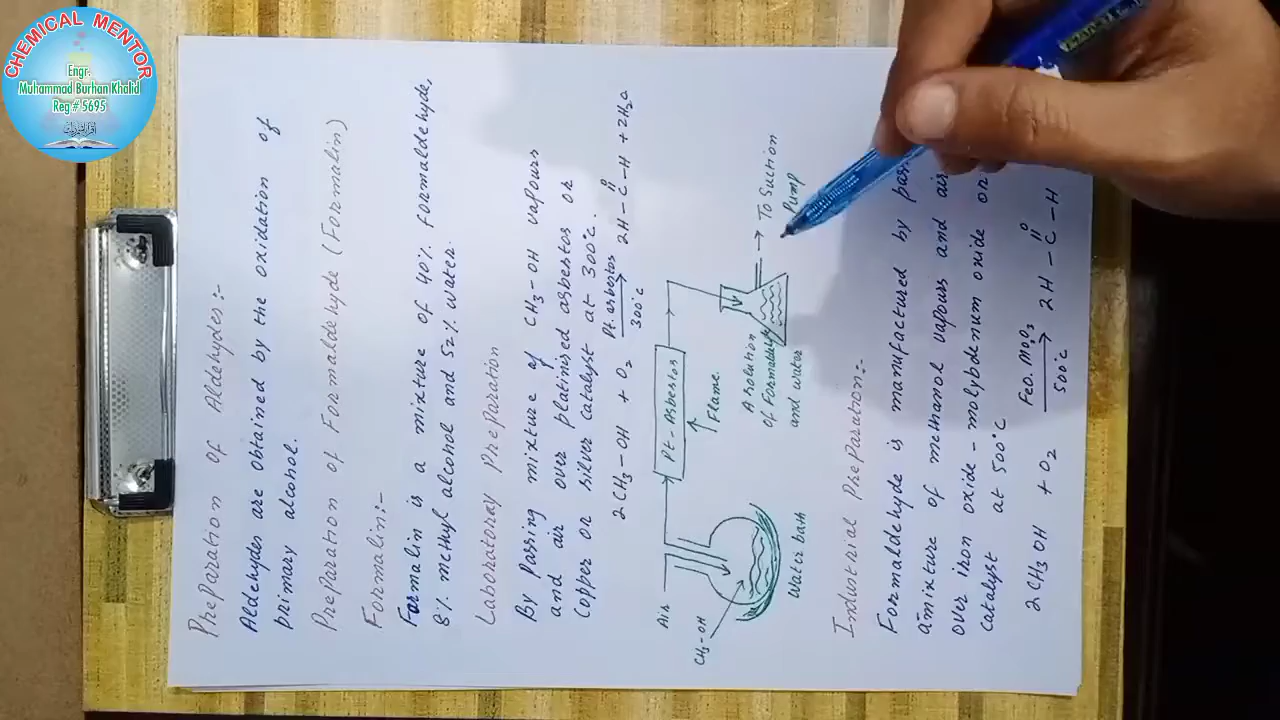 CHEMICAL MENTOR
Engr.
Muhammad Burhan Khalid
Reg # 5695
Preparation of Aldehydes:-
Aldehydes are obtained by the oxidation of
primary alcohol.
Preparation of Formaldehyde (Formalin)
Formalin:-
Formalin is a mixture of 40% formaldehyde,
8% methyl alcohol and 52% water.
Laboratoray Preparation
By passing mixture of CH3-OH vapours
and air over platinised asbestos or
Copper or silver catalyst at 300°C.
2CH3-OH + O2 Pt. asbestos 300°C 2H-C-H + 2H2O
O
Air
CH3-OH
Water bath
Pt-Asbestos
Flame.
A solution
of Formaldehy
and water
To Suction
Pump
Industrial Preparation:-
Formaldehyde is manufactured by
a mixture of methanol vapours and air
over iron oxide - molybdenum oxide or
catalyst at 500°C
2CH3OH + O2 FeO. Mo2O3 500°C 2H-C-H
O